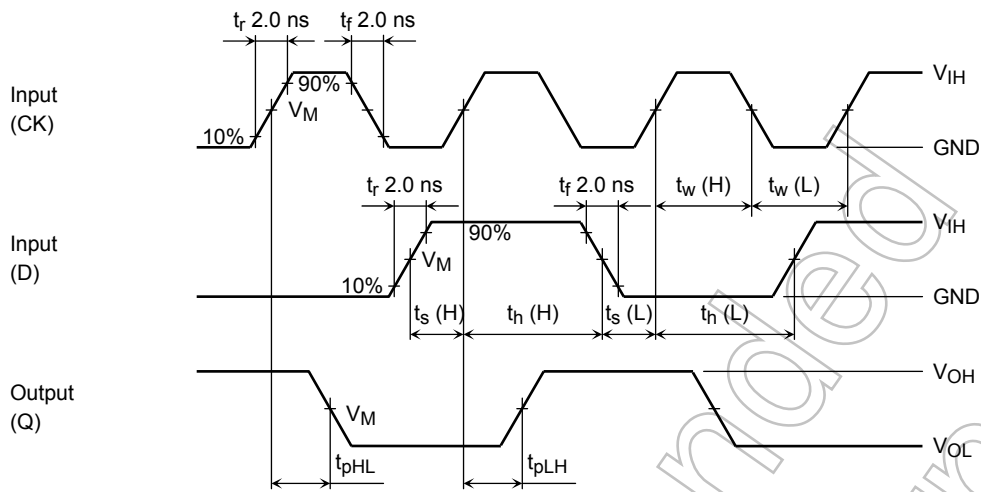 tr 2.0 ns tf 2.0 ns
Input
(CK)
90%
VM
10%
VIH
GND
tw (H) tw (L)
tr 2.0 ns tf 2.0 ns
Input
(D)
90%
VM
10%
VIH
GND
ts (H) th (H) ts (L) th (L)
Output
(Q)
VM
VOH
VOL
tpHL tpLH